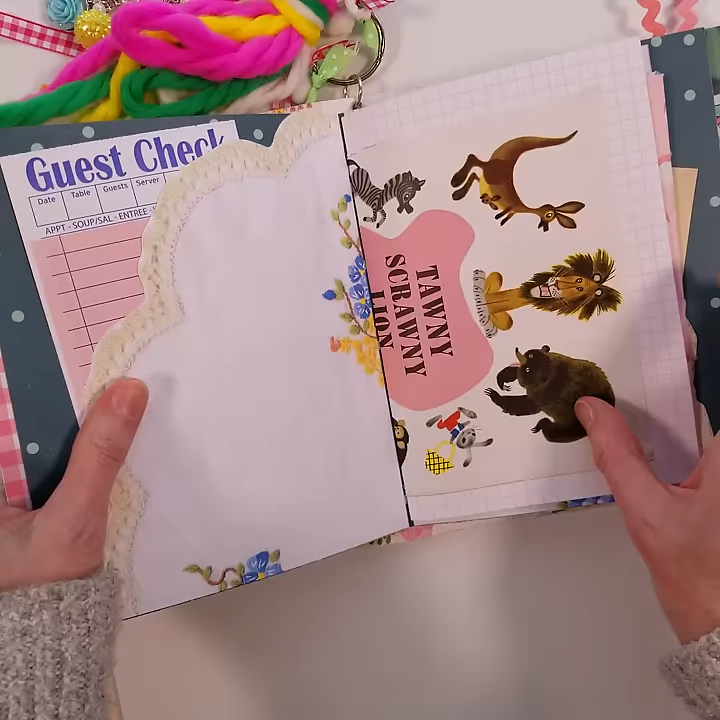 Guest Check
Date Table Guests Server
APPT - SOUP/SAL - ENTREE -
TAWNY
SCRAWNY
LION